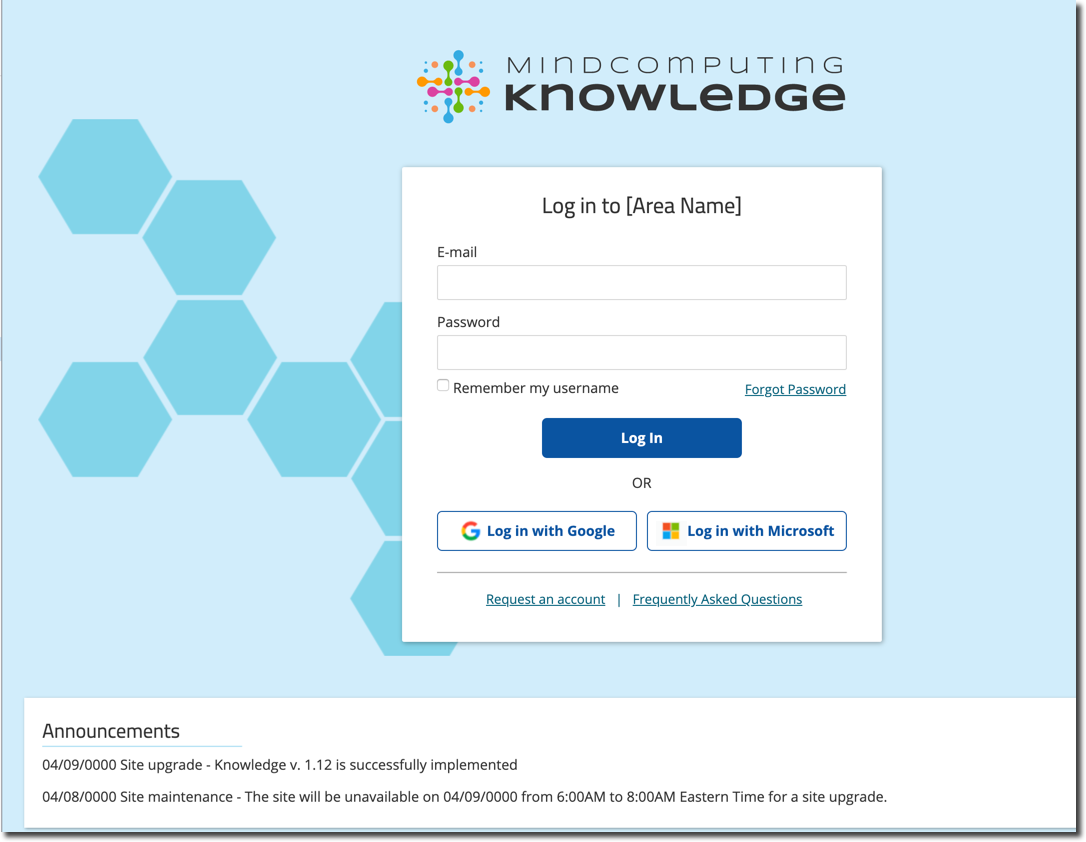 MINDCOMPUTING
KNOWLEDGE
Log in to [Area Name]
E-mail
Password
Remember my username
Forgot Password
Log In
OR
Log in with Google
Log in with Microsoft
Request an account | Frequently Asked Questions
Announcements
04/09/0000 Site upgrade - Knowledge v. 1.12 is successfully implemented
04/08/0000 Site maintenance - The site will be unavailable on 04/09/0000 from 6:00AM to 8:00AM Eastern Time for a site upgrade.